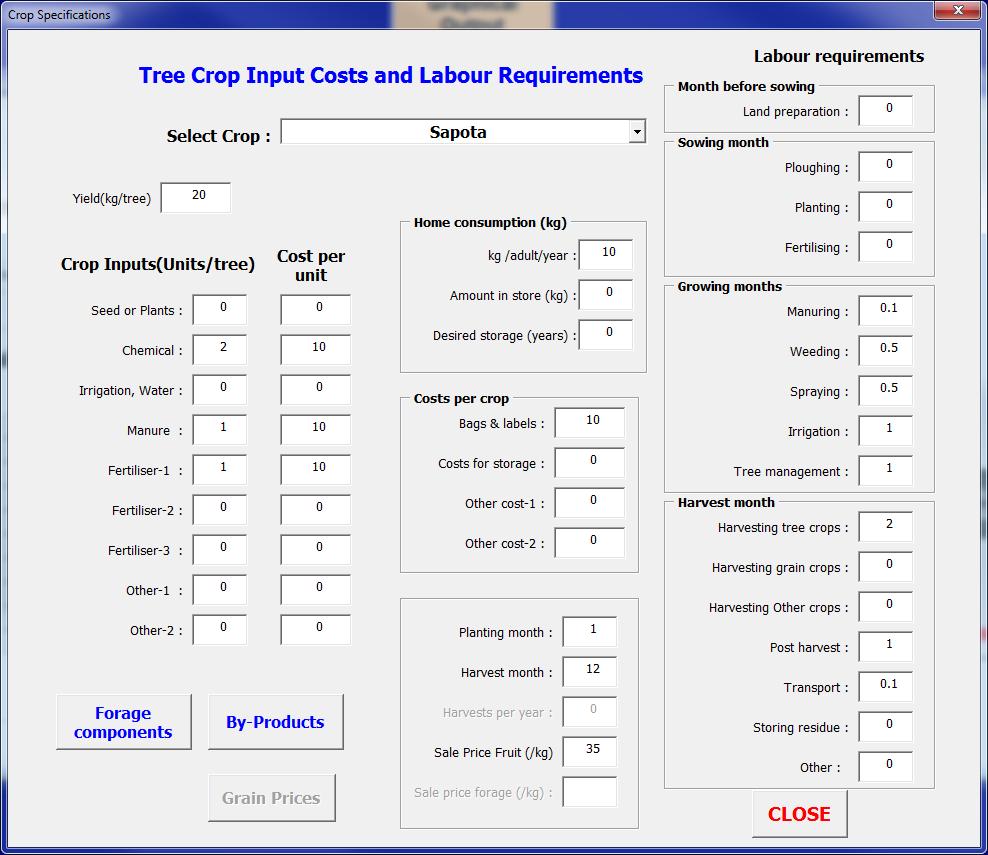 Graphical
Output
Crop Specifications
Tree Crop Input Costs and Labour Requirements
Select Crop :
Sapota
Yield(kg/tree)
20
Crop Inputs(Units/tree)
Cost per
unit
Seed or Plants : 0 0
Chemical : 2 10
Irrigation, Water : 0 0
Manure : 1 10
Fertiliser-1 : 1 10
Fertiliser-2 : 0 0
Fertiliser-3 : 0 0
Other-1 : 0 0
Other-2 : 0 0
Forage
components
By-Products
Grain Prices
Home consumption (kg)
kg /adult/year : 10
Amount in store (kg) : 0
Desired storage (years) : 0
Costs per crop
Bags & labels : 10
Costs for storage : 0
Other cost-1 : 0
Other cost-2 : 0
Planting month : 1
Harvest month : 12
Harvests per year : 0
Sale Price Fruit (/kg) 35
Sale price forage (/kg) :
Labour requirements
Month before sowing
Land preparation : 0
Sowing month
Ploughing : 0
Planting : 0
Fertilising : 0
Growing months
Manuring : 0.1
Weeding : 0.5
Spraying : 0.5
Irrigation : 1
Tree management : 1
Harvest month
Harvesting tree crops : 2
Harvesting grain crops : 0
Harvesting Other crops : 0
Post harvest : 1
Transport : 0.1
Storing residue : 0
Other : 0
CLOSE